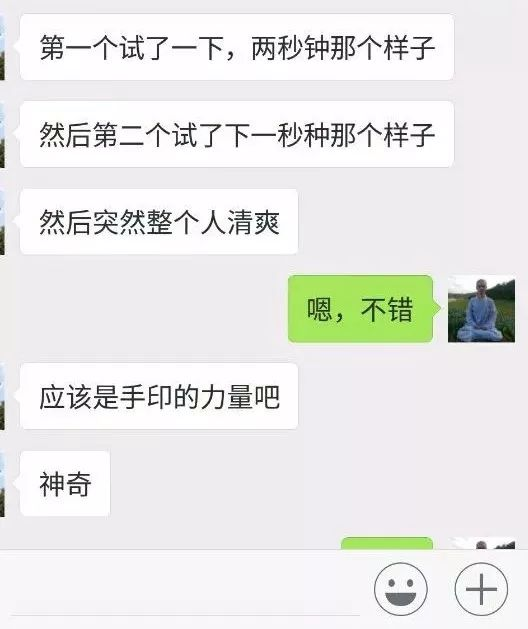 第一个试了一下，两秒钟那个样子
然后第二个试了下一秒种那个样子
然后突然整个人清爽
嗯，不错
应该是手印的力量吧
神奇